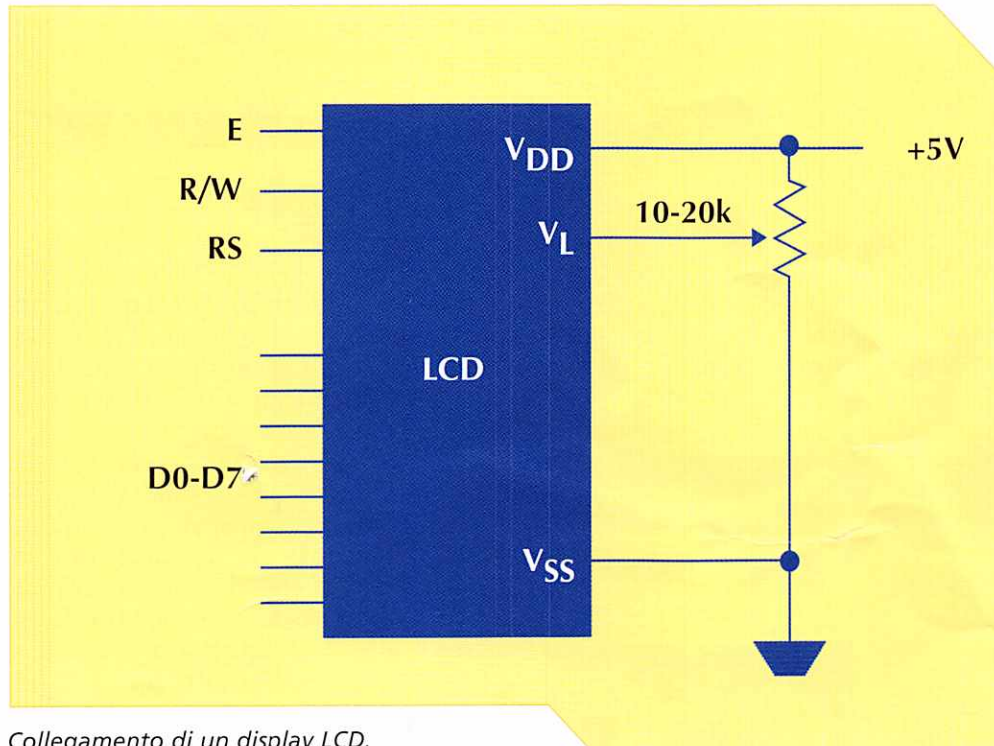 E
R/W
RS
D0-D7
LCD
VDD
VL
VSS
10-20k
+5V
Collegamento di un display LCD.